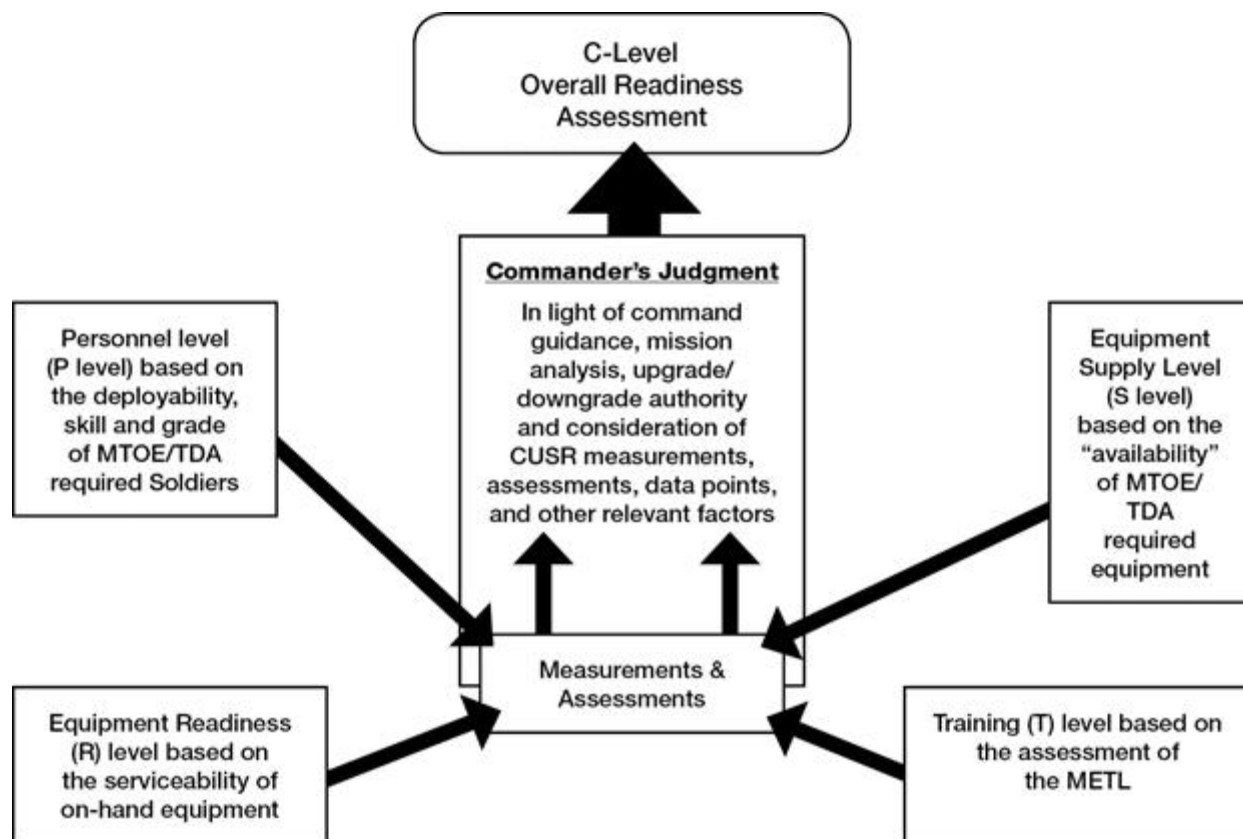 C-Level
Overall Readiness
Assessment
Commander's Judgment
In light of command
guidance, mission
analysis, upgrade/
downgrade authority
and consideration of
CUSR measurements,
assessments, data points,
and other relevant factors
Personnel level
(P level) based on
the deployability,
skill and grade
of MTOE/TDA
required Soldiers
Equipment
Supply Level
(S level)
based on the
“availability”
of MTOE/
TDA
required
equipment
Measurements &
Assessments
Equipment Readiness
(R) level based on
the serviceability of
on-hand equipment
Training (T) level based on
the assessment of
the METL